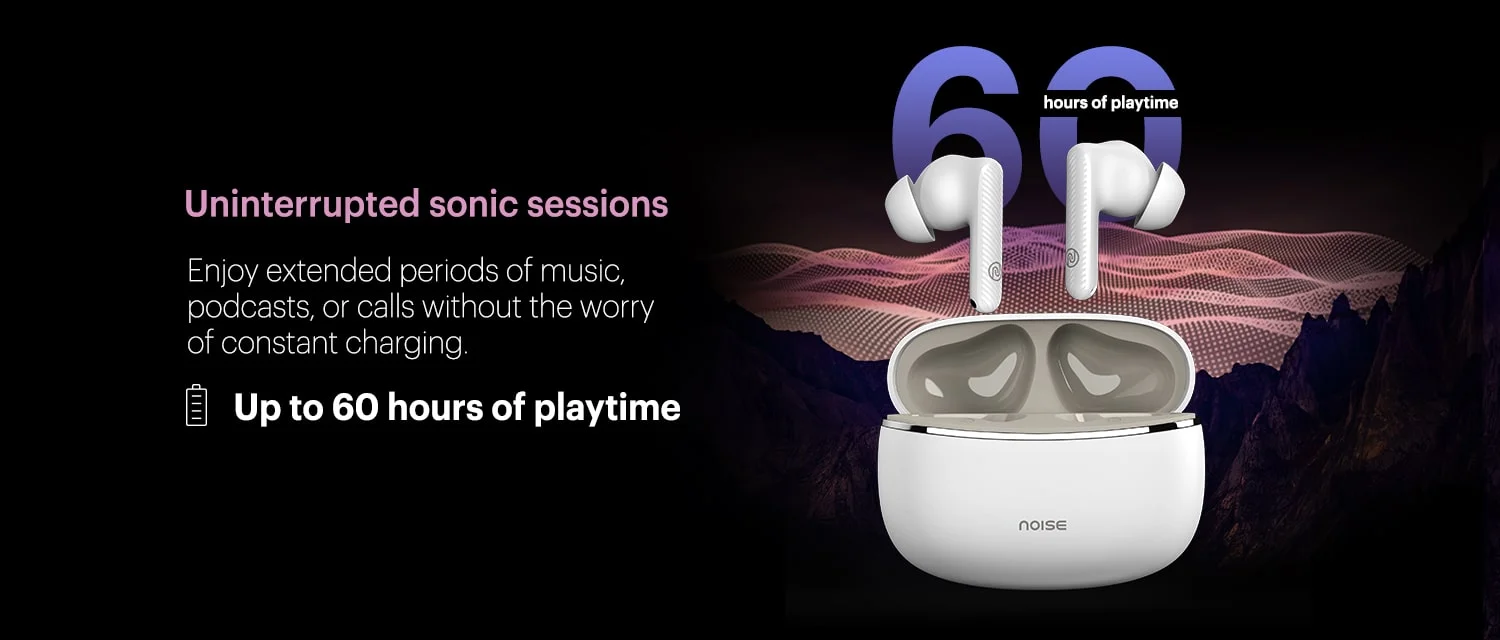 Uninterrupted sonic sessions
Enjoy extended periods of music,
podcasts, or calls without the worry
of constant charging.
Up to 60 hours of playtime
60
hours of playtime
NOISE